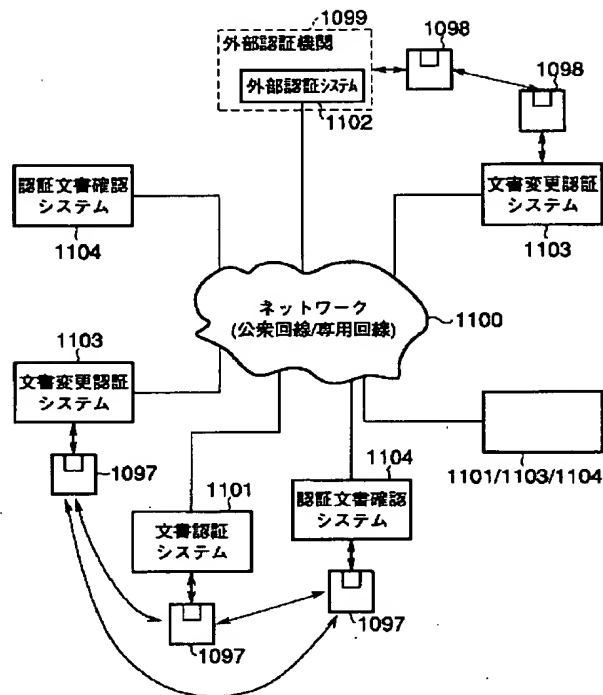 1099
外部認証機関
外部認証システム
1102
1098
1098
認証文書確認
システム
1104
文書変更認証
システム
1103
ネットワーク
(公衆回線/専用回線)
1100
1103
文書変更認証
システム
1097
1101
文書認証
システム
1097
1104
認証文書確認
システム
1097
1101/1103/1104